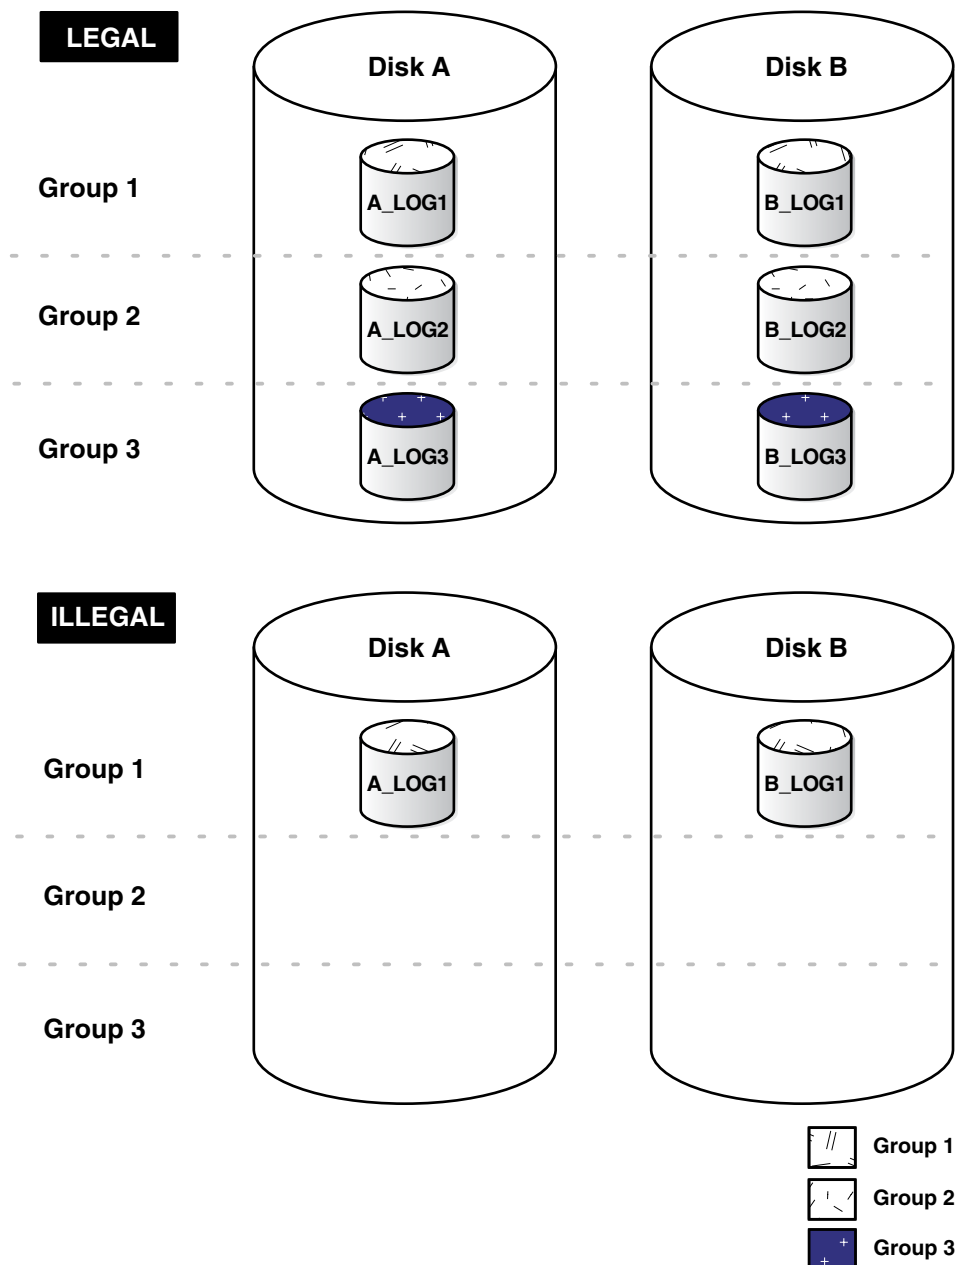 LEGAL
Disk A
Disk B
Group 1
A_LOG1
B_LOG1
Group 2
A_LOG2
B_LOG2
Group 3
A_LOG3
B_LOG3
ILLEGAL
Disk A
Disk B
Group 1
A_LOG1
B_LOG1
Group 2
Group 3
Group 1
Group 2
Group 3